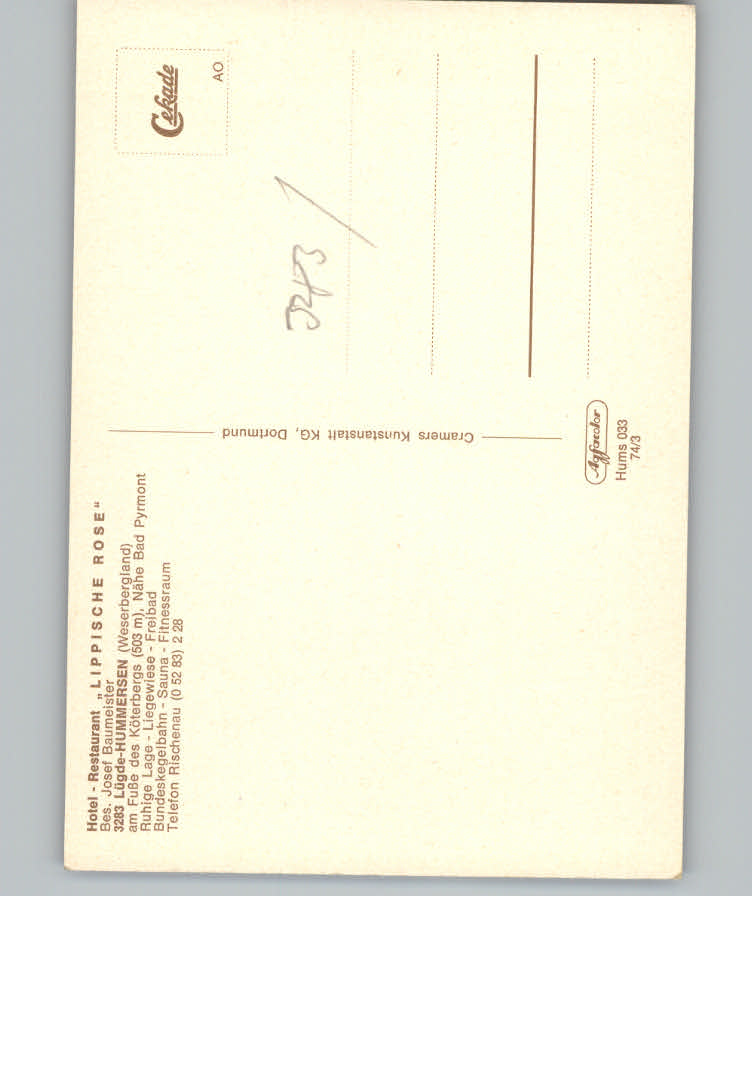 Hotel - Restaurant „LIPPISCHE ROSE“
Bes. Josef Baumeister
3283 Lügde-HUMMERSEN (Weserbergland)
am Fuße des Köterbergs (503 m), Nähe Bad Pyrmont
Ruhige Lage - Liegewiese - Freibad
Bundeskegelbahn - Sauna - Fitnessraum
Telefon Rischenau (0 52 83) 2 28
Cramers Kunstanstalt KG, Dortmund
Cekade
AO
Agfacolor
Hums 033
74/3